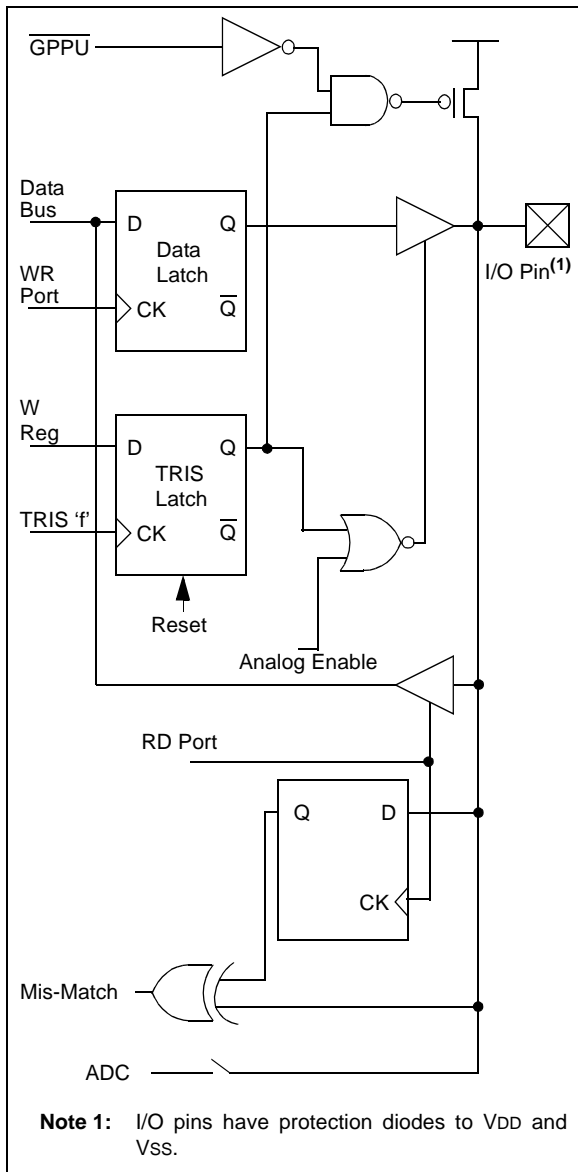 G̅P̅P̅U̅
Data
Bus
D
Q
Data
Latch
I/O Pin(1)
WR
Port
CK
Q̅
W
Reg
D
Q
TRIS
Latch
TRIS ‘f’
CK
Q̅
Reset
Analog Enable
RD Port
Q
D
CK
Mis-Match
ADC
Note 1: I/O pins have protection diodes to VDD and
VSS.